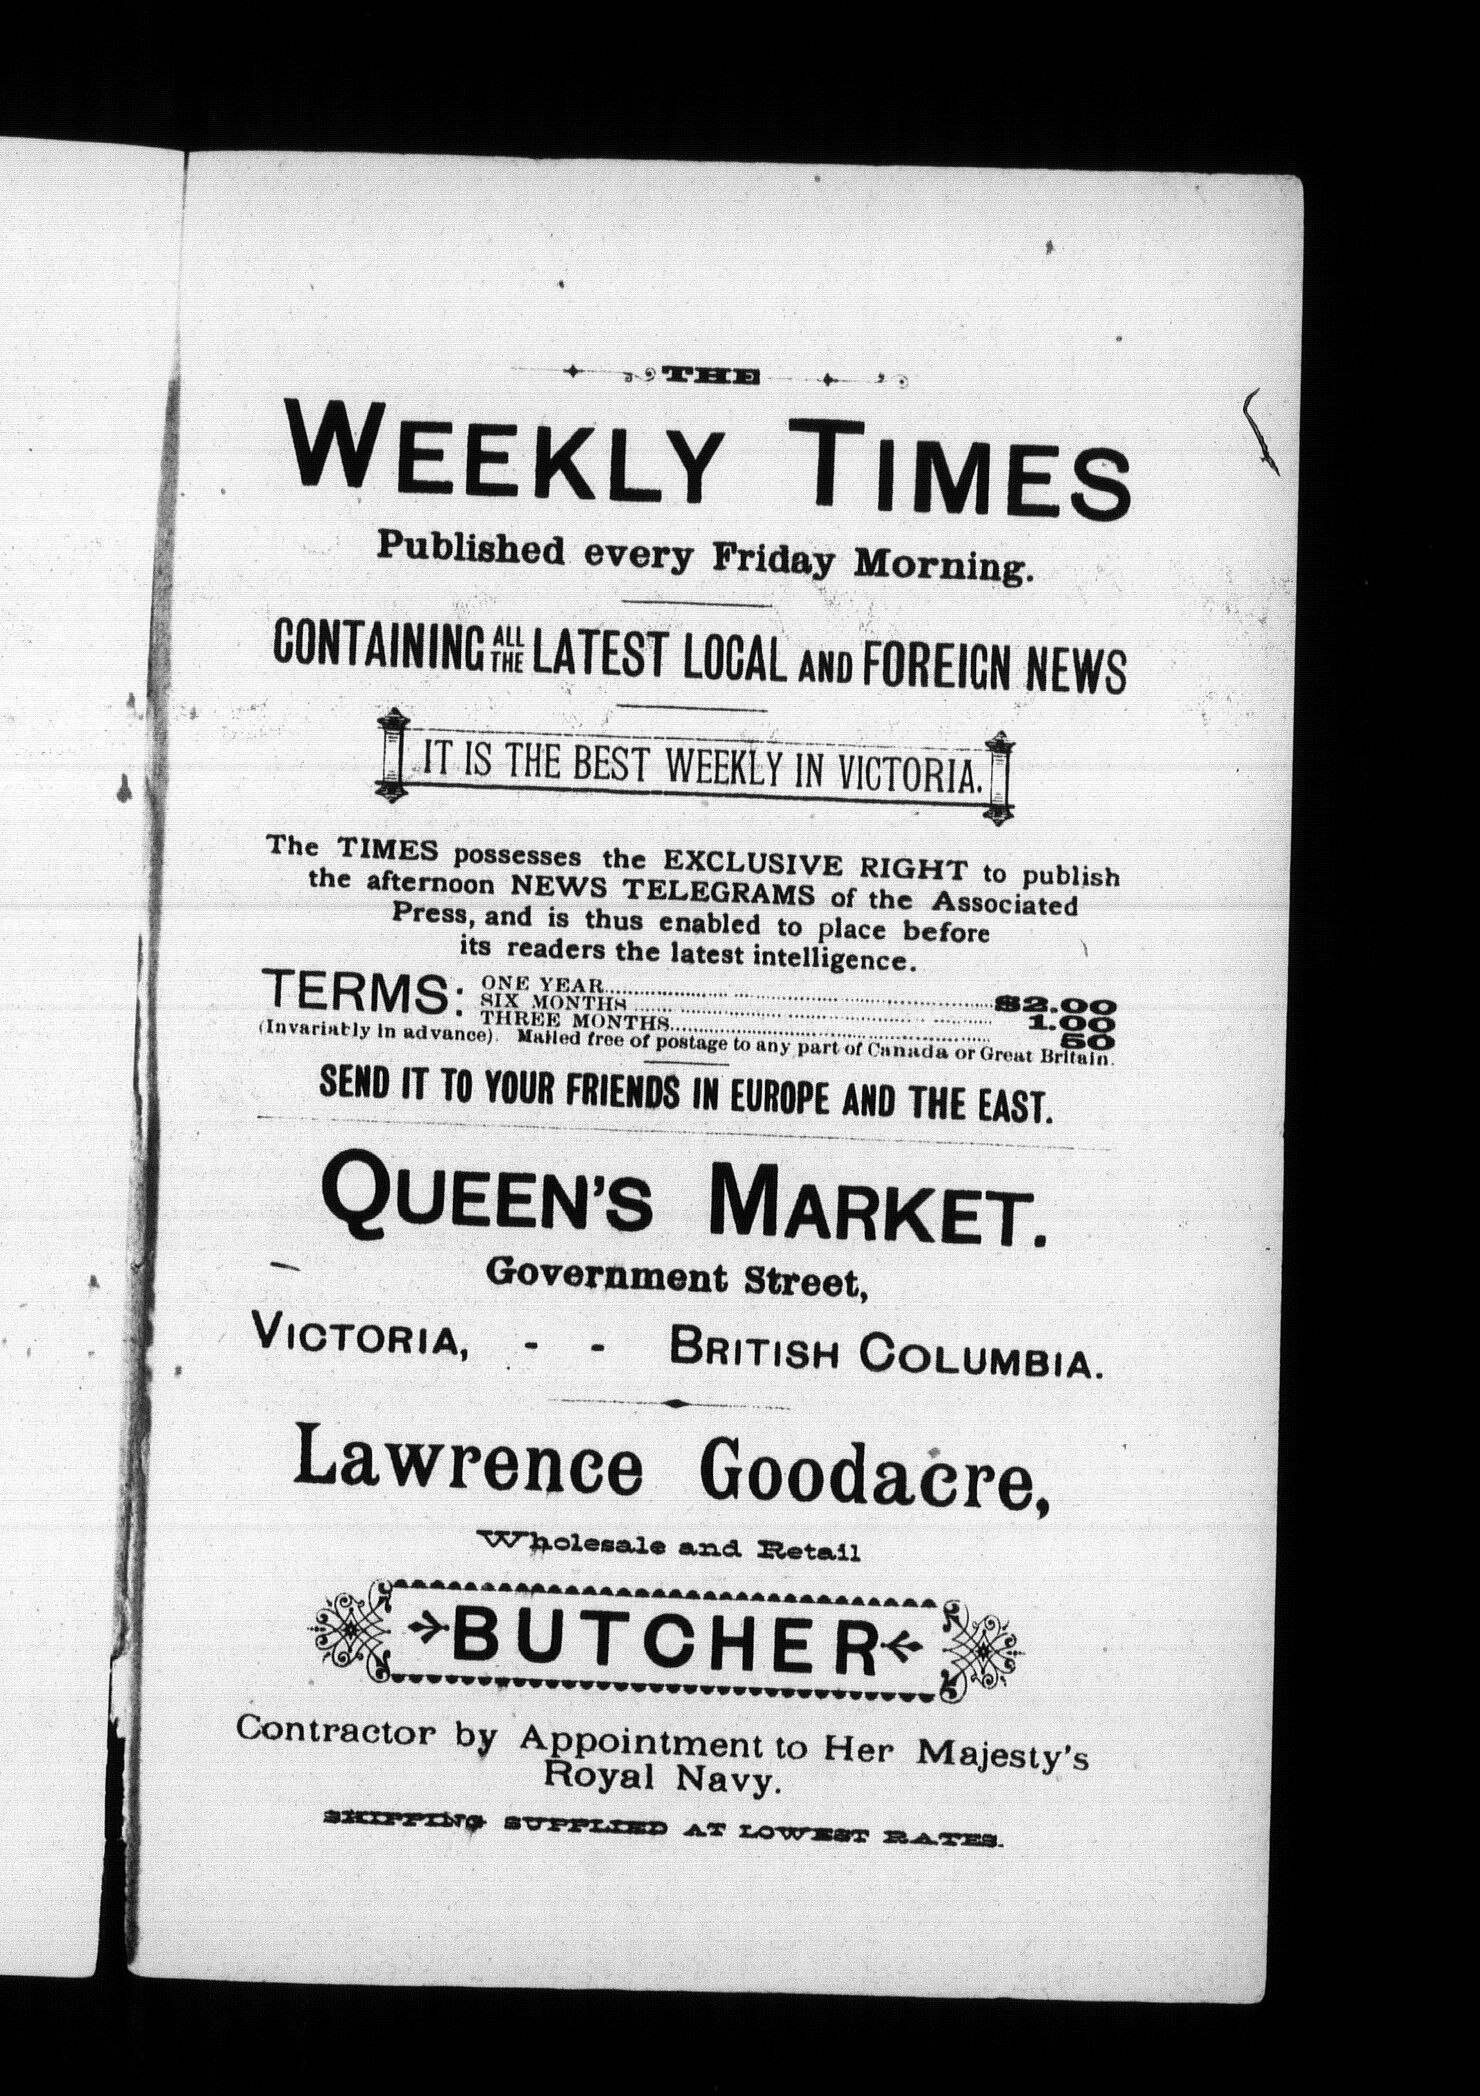 THE
WEEKLY TIMES
Published every Friday Morning.
CONTAINING ALL THE LATEST LOCAL AND FOREIGN NEWS
IT IS THE BEST WEEKLY IN VICTORIA.
The TIMES possesses the EXCLUSIVE RIGHT to publish
the afternoon NEWS TELEGRAMS of the Associated
Press, and is thus enabled to place before
its readers the latest intelligence.
TERMS: ONE YEAR $2.00
SIX MONTHS 1.00
THREE MONTHS 50
(Invariably in advance). Mailed free of postage to any part of Canada or Great Britain.
SEND IT TO YOUR FRIENDS IN EUROPE AND THE EAST.
QUEEN'S MARKET.
Government Street,
VICTORIA, - - BRITISH COLUMBIA.
Lawrence Goodacre,
Wholesale and Retail
BUTCHER
Contractor by Appointment to Her Majesty's
Royal Navy.
SHIPPING SUPPLIED AT LOWEST RATES.